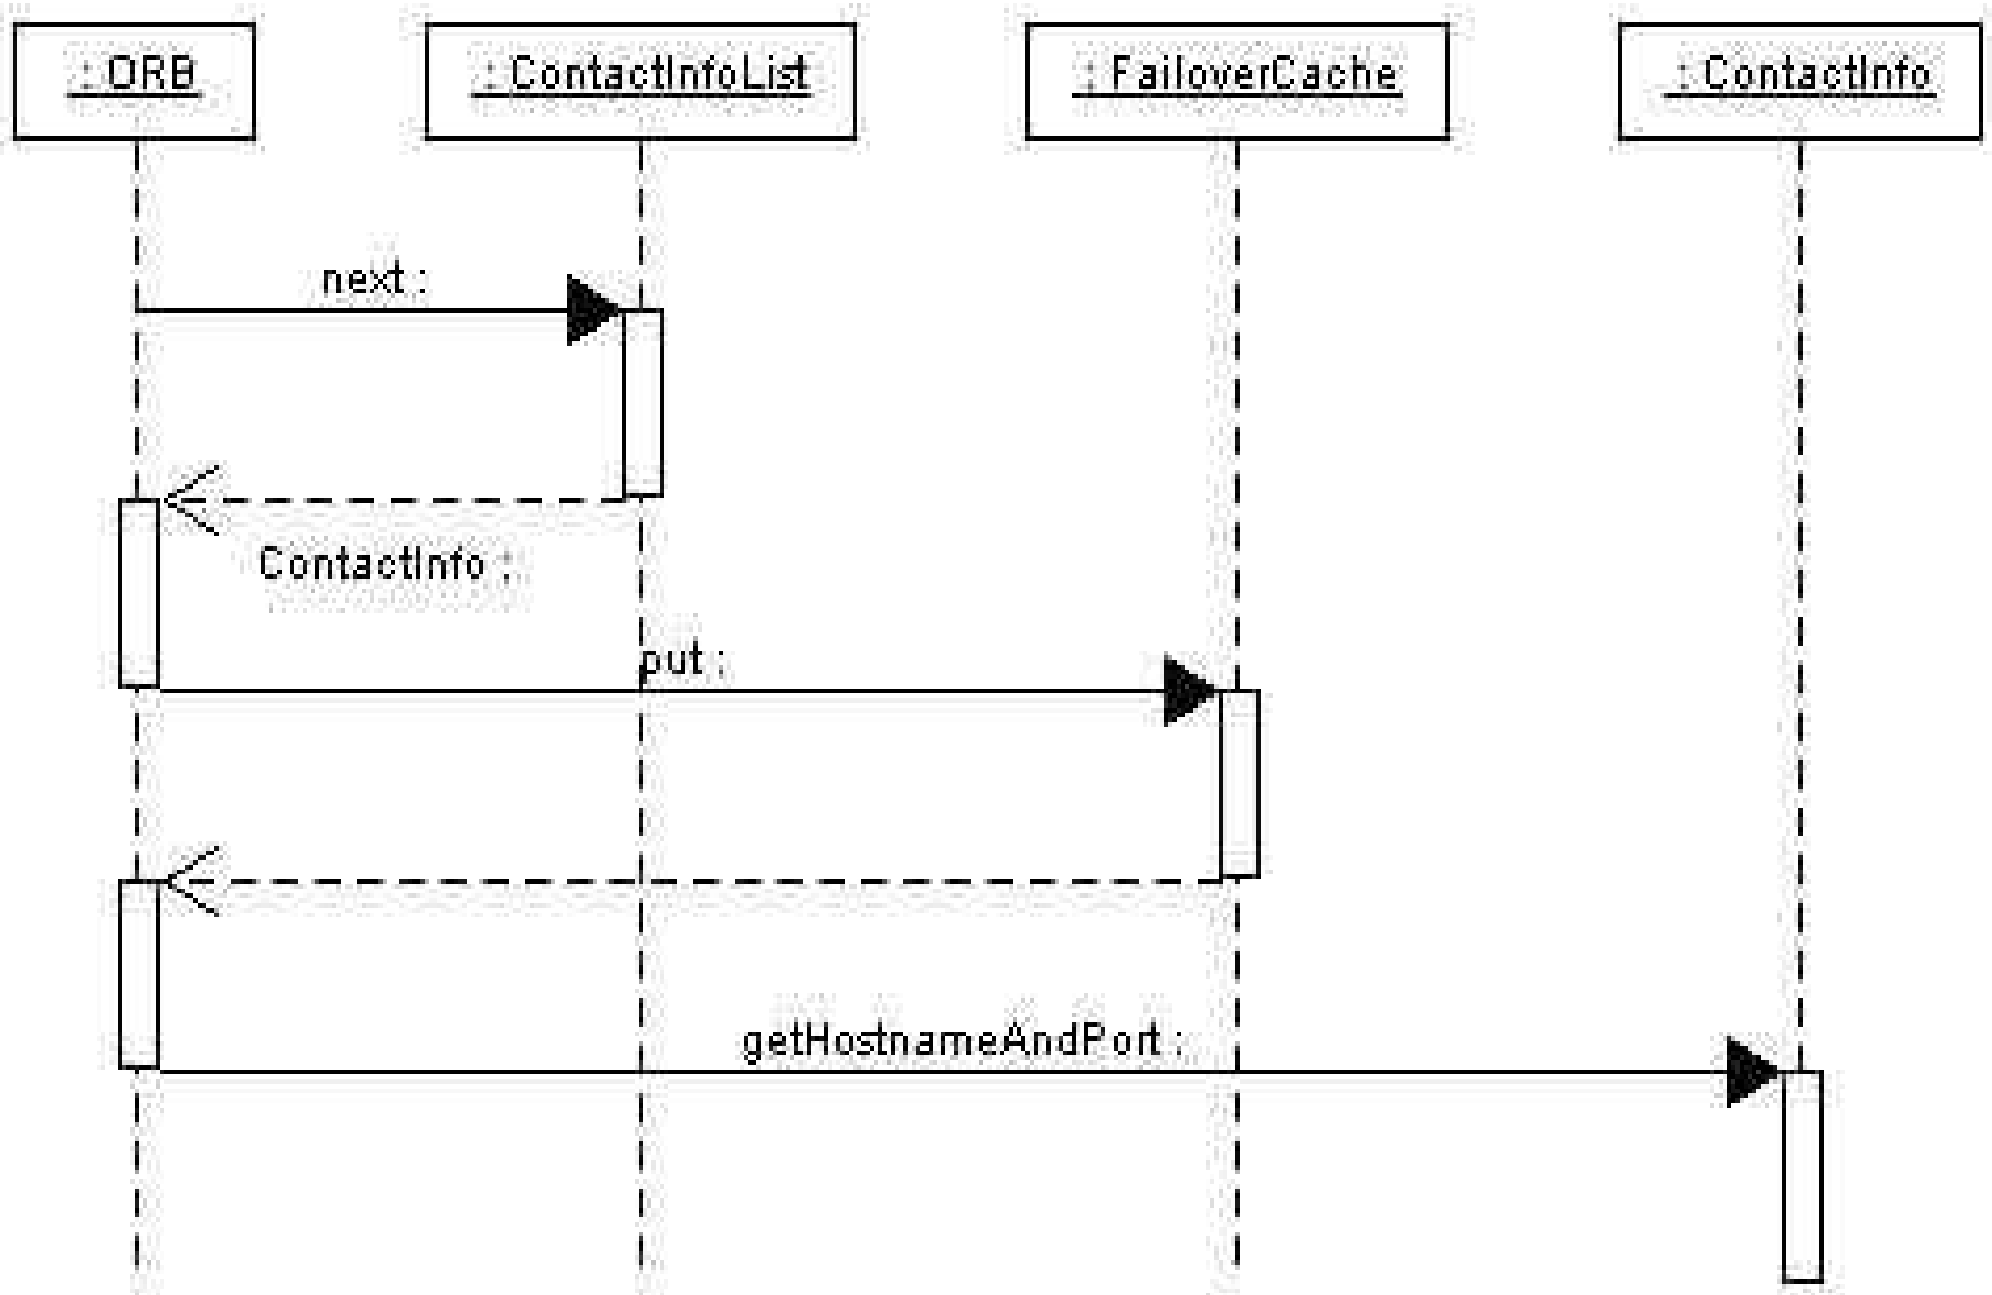 : ORB
: ContactInfoList
: FailoverCache
: ContactInfo
next :
ContactInfo :
put :
getHostnameAndPort :